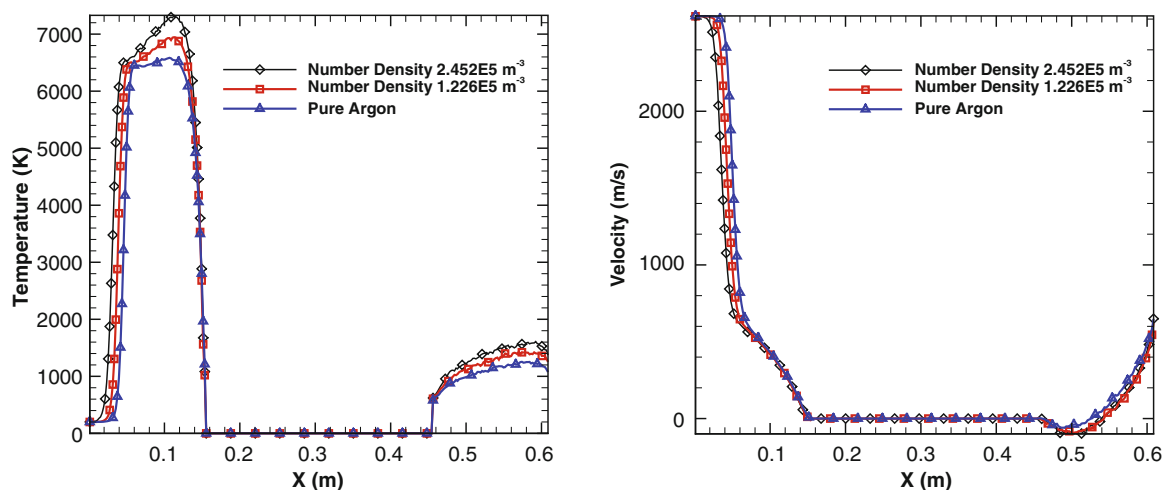 7000
6000
5000
4000
3000
2000
1000
0
Temperature (K)
Number Density 2.452E5 m⁻³
Number Density 1.226E5 m⁻³
Pure Argon
0.1 0.2 0.3 0.4 0.5 0.6
X (m)
2000
1000
0
Velocity (m/s)
Number Density 2.452E5 m⁻³
Number Density 1.226E5 m⁻³
Pure Argon
0.1 0.2 0.3 0.4 0.5 0.6
X (m)